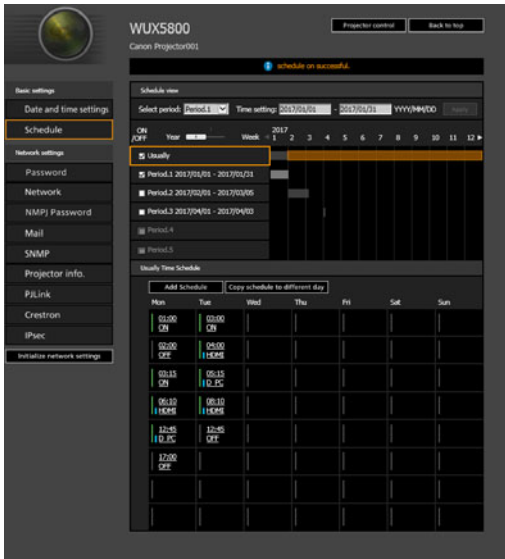 WUX5800
Projector control
Back to top
Canon Projector001
schedule on successful.
Basic settings
Date and time settings
Schedule
Network settings
Password
Network
NMPJ Password
Mail
SNMP
Projector info.
PJLink
Crestron
IPsec
Initialize network settings
Schedule view
Select period: Period.1 Time setting: 2017/01/01 - 2017/01/31 YYYY/MM/DD Apply
ON /OFF Year Week 2017 1 2 3 4 5 6 7 8 9 10 11 12
Usually
Period.1 2017/01/01 - 2017/01/31
Period.2 2017/02/01 - 2017/03/05
Period.3 2017/04/01 - 2017/04/03
Period.4
Period.5
Usually Time Schedule
Add Schedule Copy schedule to different day
Mon Tue Wed Thu Fri Sat Sun
01:00 03:00
ON ON
02:00 04:00
OFF HDMI
03:15 05:15
ON D_PC
06:10 08:10
HDMI HDMI
12:45 12:45
D_PC OFF
17:00
OFF